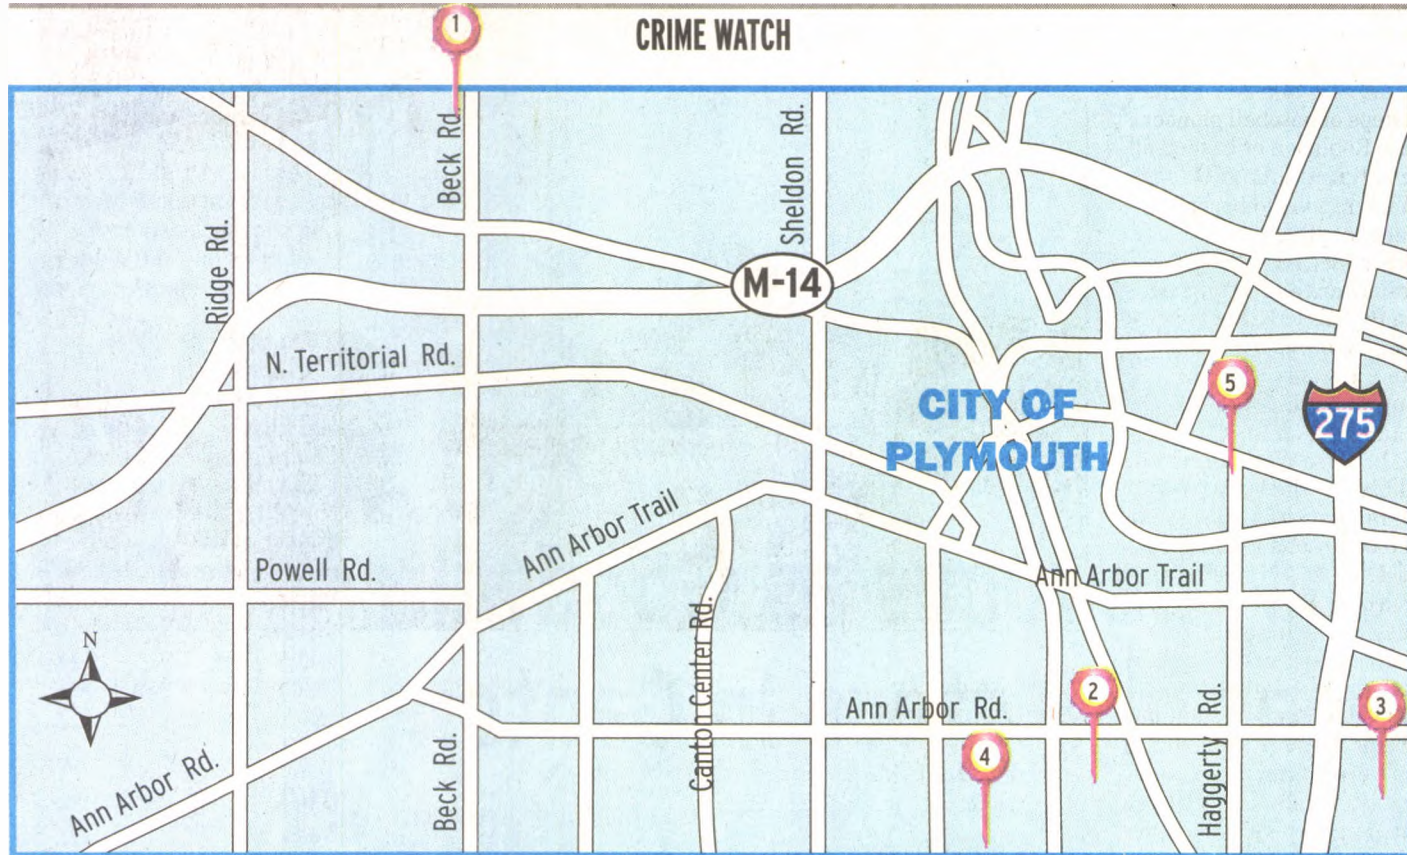 CRIME WATCH
1
Beck Rd.
Sheldon Rd.
Ridge Rd.
M-14
N. Territorial Rd.
5
CITY OF
PLYMOUTH
275
Ann Arbor Trail
Powell Rd.
Ann Arbor Trail
N
Canton Center Rd.
2
3
Ann Arbor Rd.
Haggerty Rd.
4
Beck Rd.
Ann Arbor Rd.